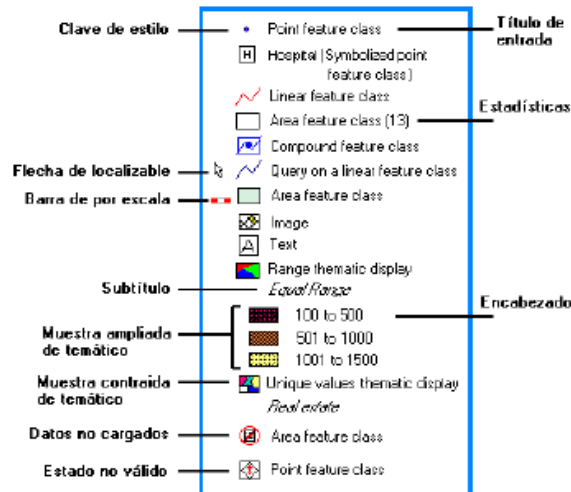 Clave de estilo
Point feature class
Título de
entrada
H
Hospital (Symbolized point
feature class)
Linear feature class
Area feature class (13)
Estadísticas
Compound feature class
Flecha de localizable
Query on a linear feature class
Barra de por escala
Area feature class
Image
A
Text
Range thematic display
Subtítulo
Equal Range
100 to 500
Encabezado
Muestra ampliada
de temático
501 to 1000
1001 to 1500
Muestra contraida
de temático
Unique values thematic display
Real estate
Datos no cargados
Area feature class
Estado no válido
Point feature class